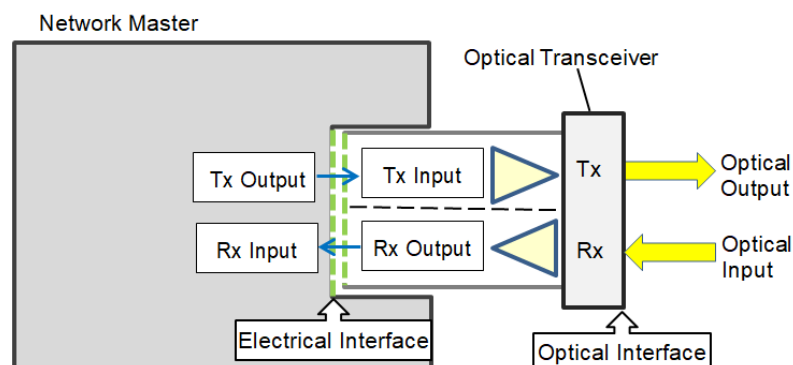 Network Master
Optical Transceiver
Tx Output
Tx Input
Tx
Optical
Output
Rx Input
Rx Output
Rx
Optical
Input
Electrical Interface
Optical Interface